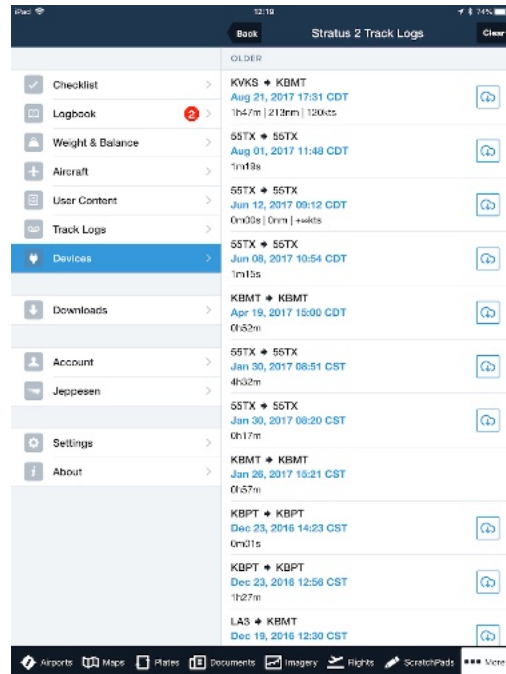 iPad
12:19
74%
Back
Stratus 2 Track Logs
Clear
OLDER
Checklist
Logbook
2
Weight & Balance
Aircraft
User Content
Track Logs
Devices
Downloads
Account
Jeppesen
Settings
About
KVKS → KBMT
Aug 21, 2017 17:31 CDT
1h47m | 213nm | 120kts
55TX → 55TX
Aug 01, 2017 11:48 CDT
1m19s
55TX → 55TX
Jun 12, 2017 09:12 CDT
0m00s | 0nm | +∞kts
55TX → 55TX
Jun 08, 2017 10:54 CDT
1m15s
KBMT → KBMT
Apr 19, 2017 15:00 CDT
0h52m
55TX → 55TX
Jan 30, 2017 08:51 CST
4h32m
55TX → 55TX
Jan 30, 2017 08:20 CST
0h17m
KBMT → KBMT
Jan 26, 2017 15:21 CST
0h57m
KBPT → KBPT
Dec 23, 2016 14:23 CST
0m01s
KBPT → KBPT
Dec 23, 2016 12:56 CST
1h27m
LA3 → KBMT
Dec 19, 2016 12:30 CST
Airports
Maps
Plates
Documents
Imagery
Flights
ScratchPads
More